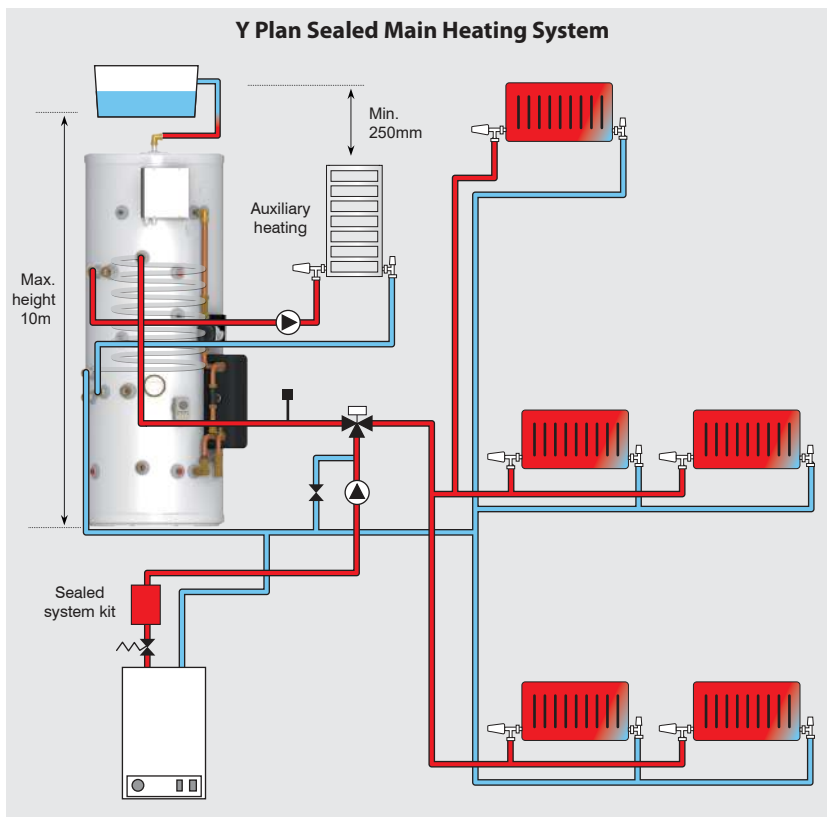 Y Plan Sealed Main Heating System
Min.
250mm
Auxiliary
heating
Max.
height
10m
Sealed
system kit